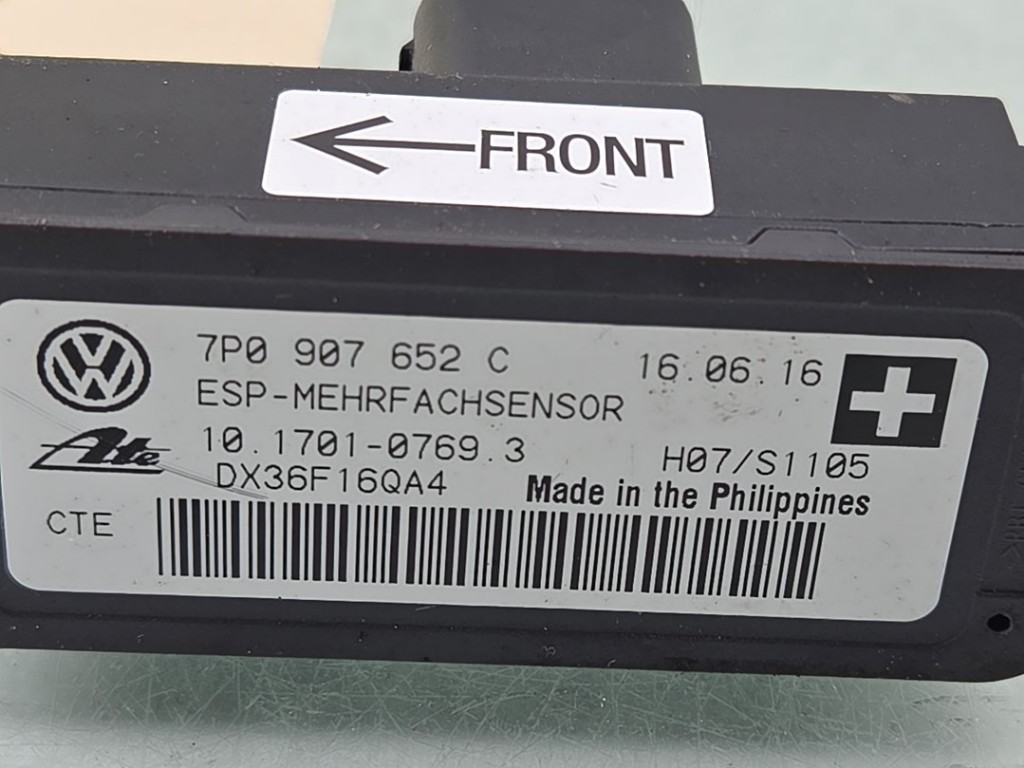 FRONT
7P0 907 652 C 16.06.16
ESP-MEHRFACHSENSOR
Ate 10.1701-0769.3 H07/S1105
DX36F16QA4 Made in the Philippines
CTE